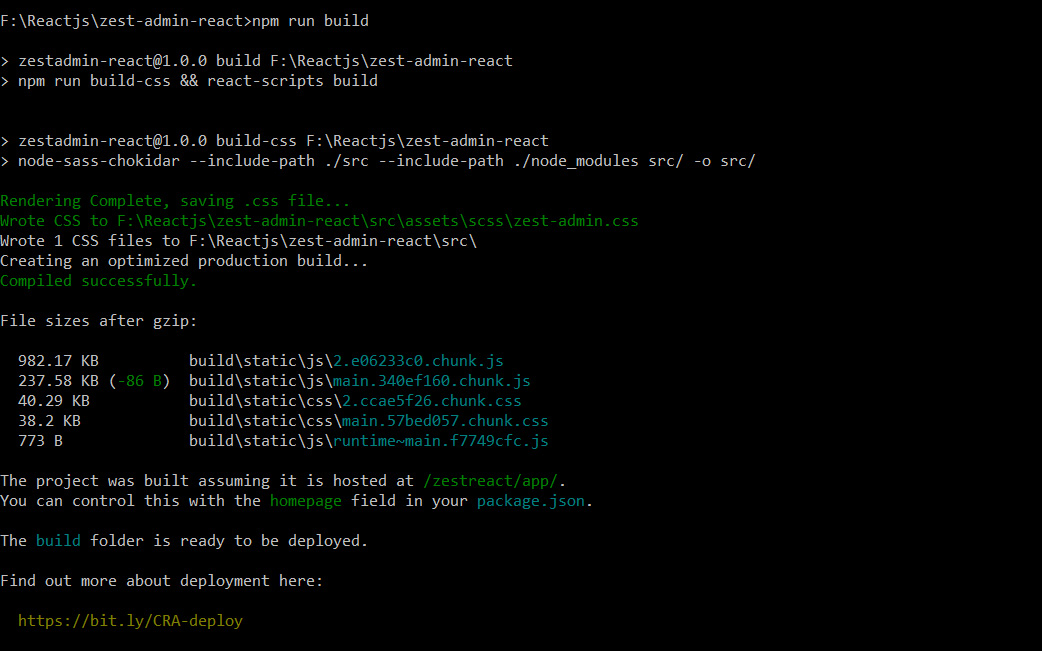 F:\Reactjs\zest-admin-react>npm run build
> zestadmin-react@1.0.0 build F:\Reactjs\zest-admin-react
> npm run build-css && react-scripts build
> zestadmin-react@1.0.0 build-css F:\Reactjs\zest-admin-react
> node-sass-chokidar --include-path ./src --include-path ./node_modules src/ -o src/
Rendering Complete, saving .css file...
Wrote CSS to F:\Reactjs\zest-admin-react\src\assets\scss\zest-admin.css
Wrote 1 CSS files to F:\Reactjs\zest-admin-react\src\
Creating an optimized production build...
Compiled successfully.
File sizes after gzip:
982.17 KB build\static\js\2.e06233c0.chunk.js
237.58 KB (-86 B) build\static\js\main.340ef160.chunk.js
40.29 KB build\static\css\2.ccae5f26.chunk.css
38.2 KB build\static\css\main.57bed057.chunk.css
773 B build\static\js\runtime~main.f7749cfc.js
The project was built assuming it is hosted at /zestreact/app/.
You can control this with the homepage field in your package.json.
The build folder is ready to be deployed.
Find out more about deployment here:
https://bit.ly/CRA-deploy